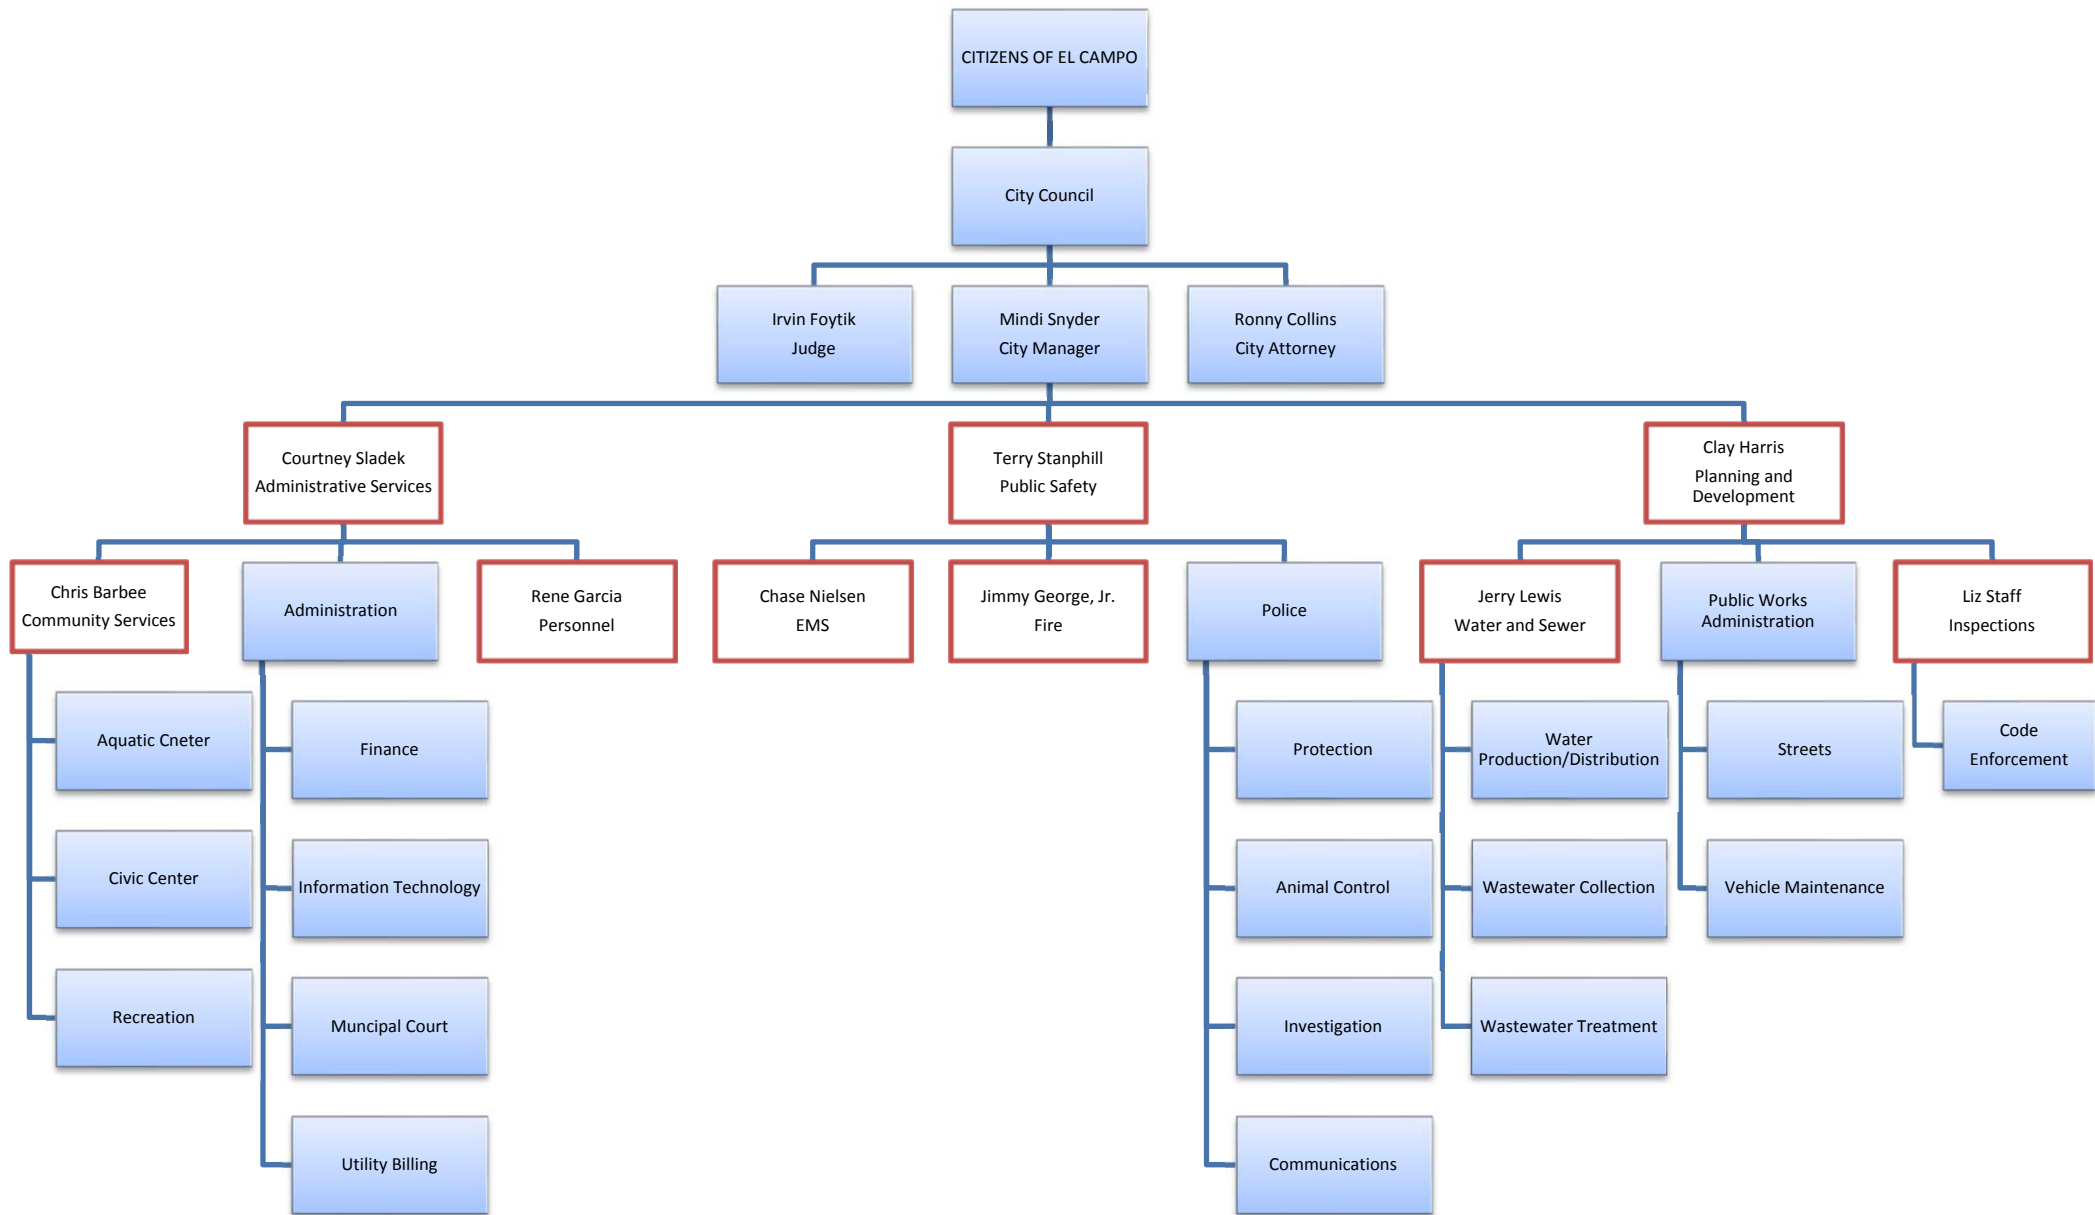 CITIZENS OF EL CAMPO
City Council
Irvin Foytik
Judge
Mindi Snyder
City Manager
Ronny Collins
City Attorney
Courtney Sladek
Administrative Services
Terry Stanphill
Public Safety
Clay Harris
Planning and
Development
Chris Barbee
Community Services
Administration
Rene Garcia
Personnel
Chase Nielsen
EMS
Jimmy George, Jr.
Fire
Police
Jerry Lewis
Water and Sewer
Public Works
Administration
Liz Staff
Inspections
Aquatic Cneter
Finance
Protection
Water
Production/Distribution
Streets
Code
Enforcement
Civic Center
Information Technology
Animal Control
Wastewater Collection
Vehicle Maintenance
Recreation
Muncipal Court
Investigation
Wastewater Treatment
Utility Billing
Communications